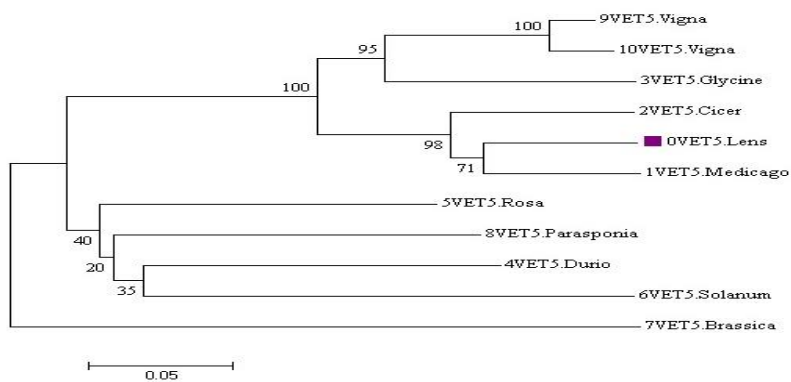 9VET5.Vigna
100
10VET5.Vigna
95
3VET5.Glycine
100
2VET5.Cicer
98
0VET5.Lens
71
1VET5.Medicago
5VET5.Rosa
40
8VET5.Parasponia
20
4VET5.Durio
35
6VET5.Solanum
7VET5.Brassica
0.05